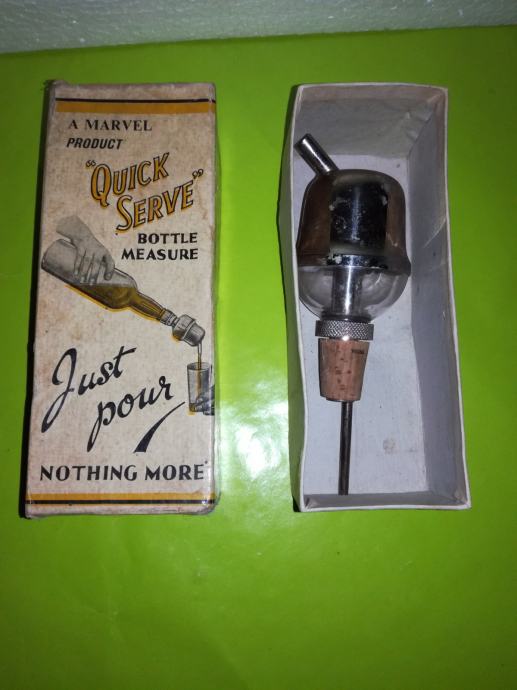 A MARVEL
PRODUCT
"QUICK
SERVE"
BOTTLE
MEASURE
Just
pour
NOTHING MORE